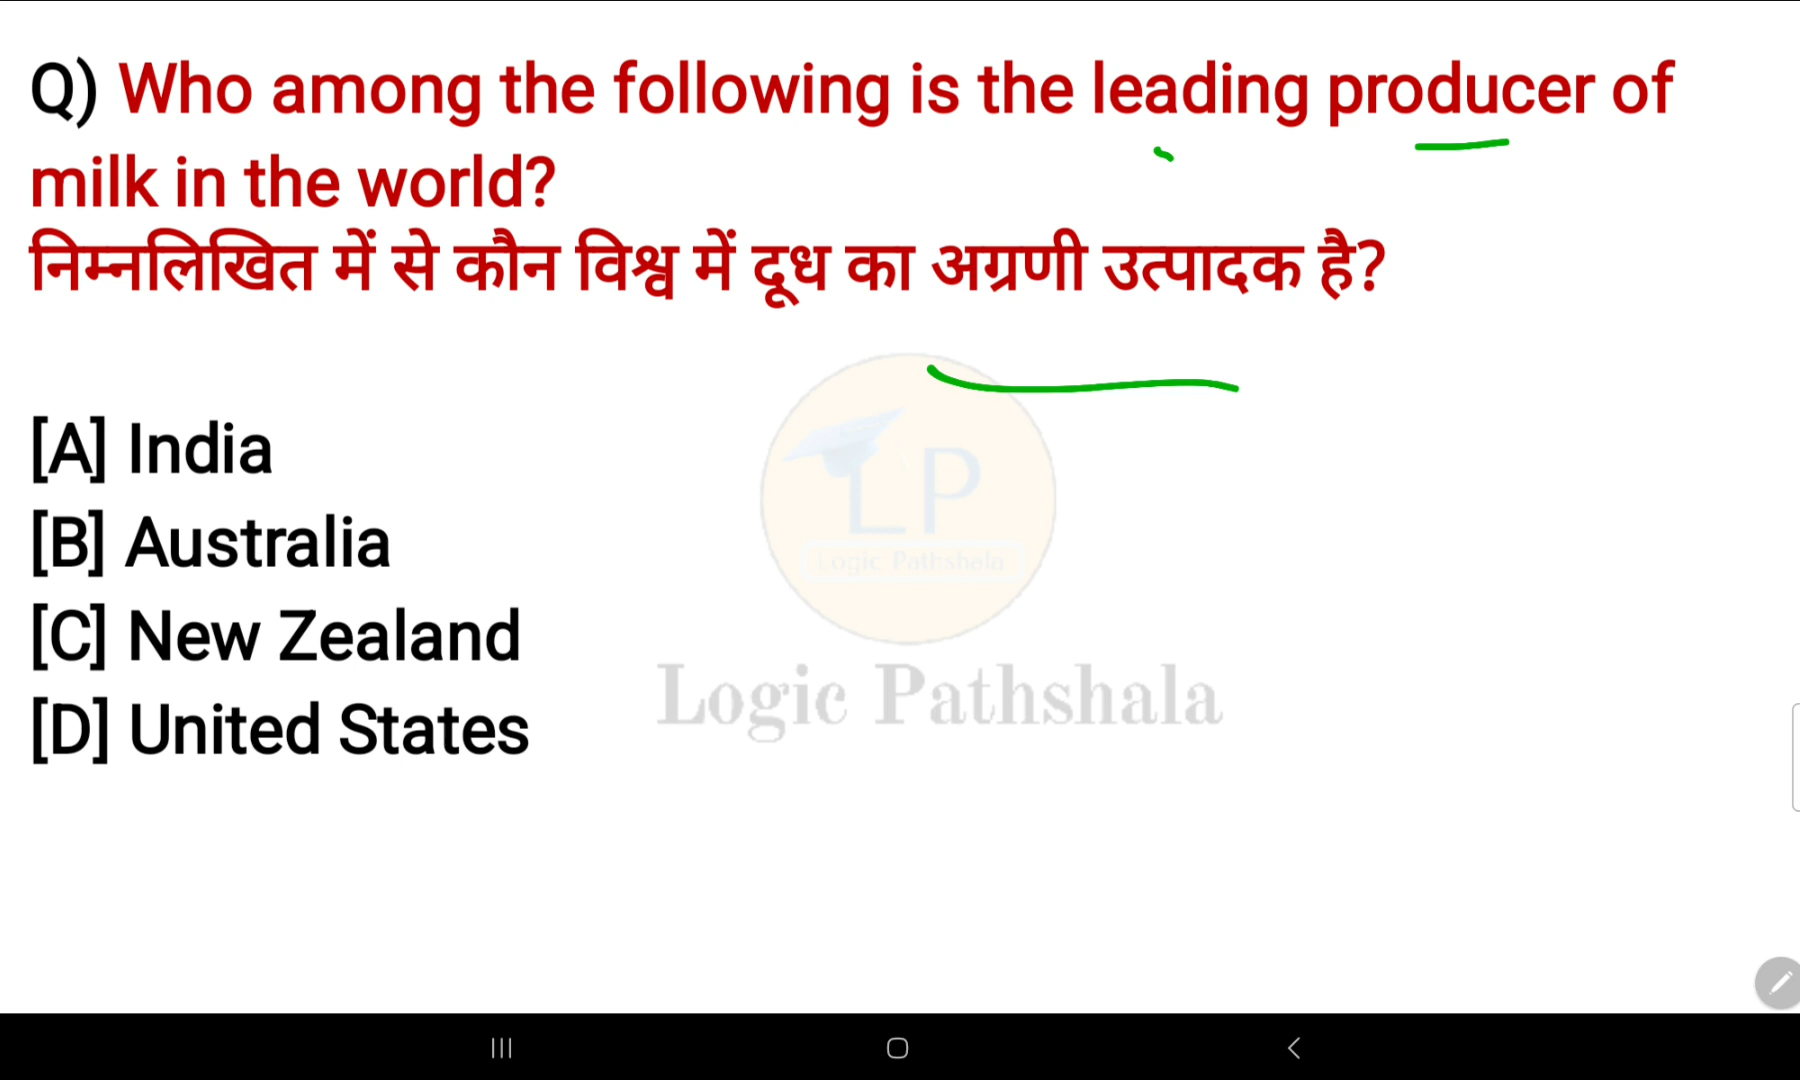 Q) Who among the following is the leading producer of
milk in the world?
निम्नलिखित में से कौन विश्व में दूध का अग्रणी उत्पादक है?
[A] India
[B] Australia
[C] New Zealand
[D] United States
LP
Logic Pathshala
Logic Pathshala